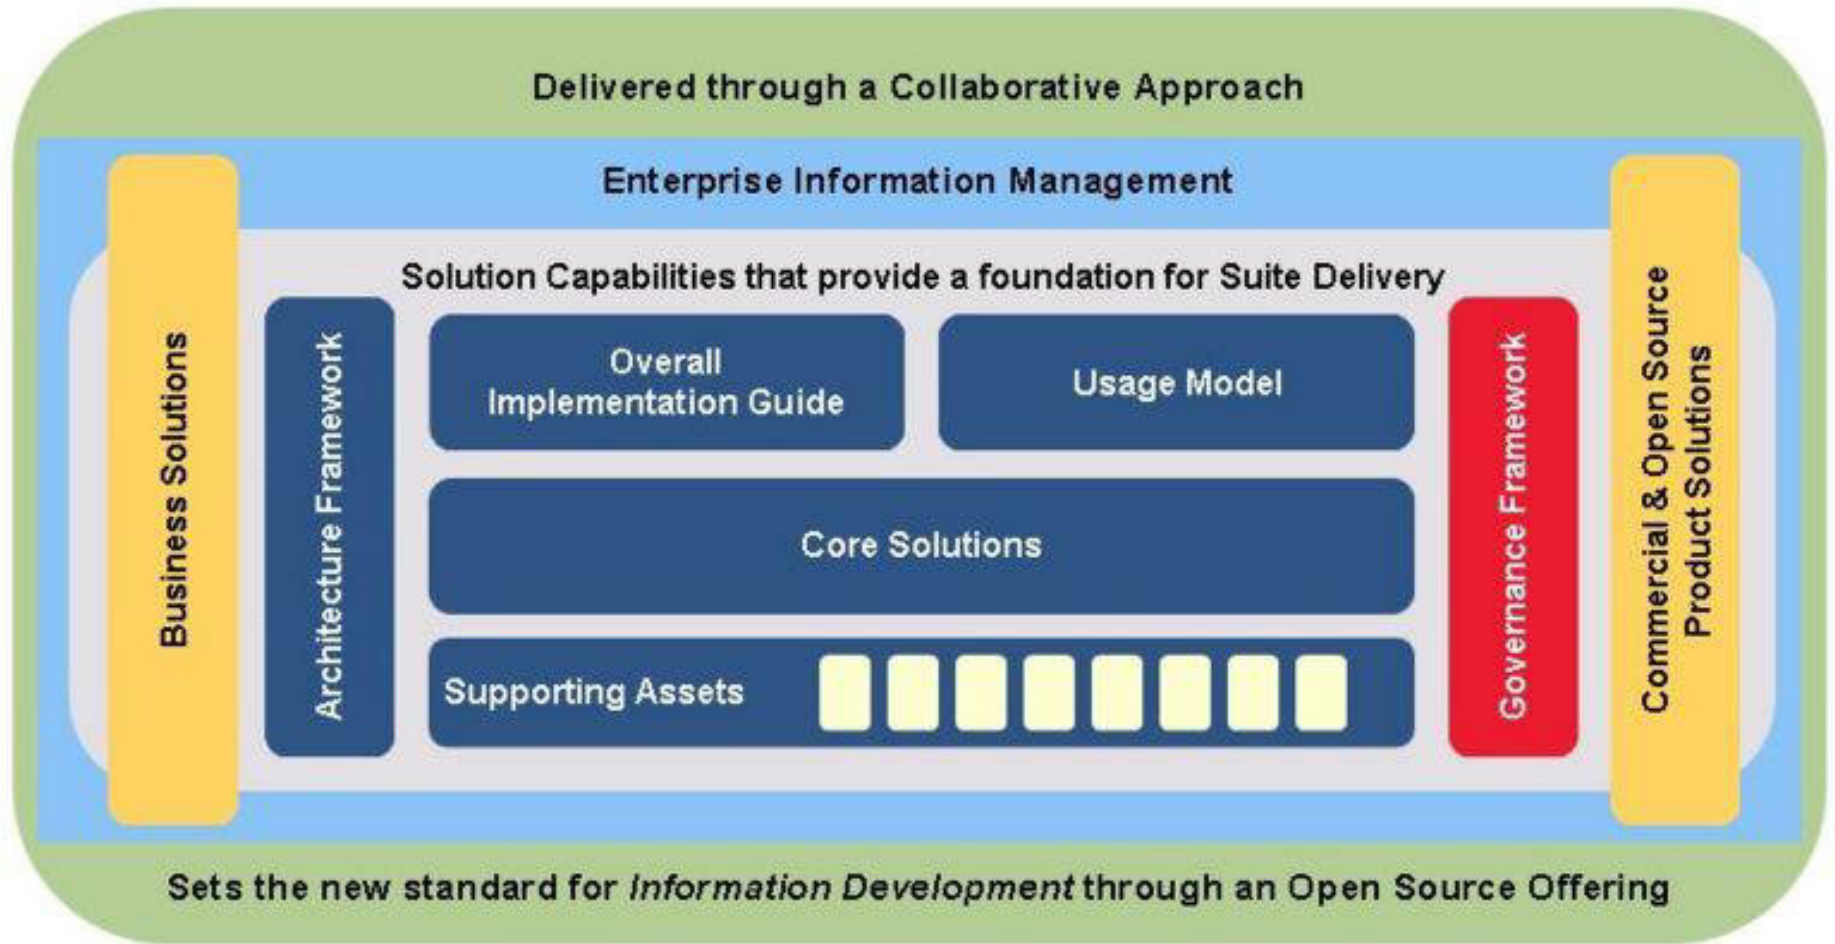 Delivered through a Collaborative Approach
Enterprise Information Management
Solution Capabilities that provide a foundation for Suite Delivery
Business Solutions
Architecture Framework
Overall
Implementation Guide
Usage Model
Core Solutions
Supporting Assets
Governance Framework
Commercial & Open Source
Product Solutions
Sets the new standard for Information Development through an Open Source Offering